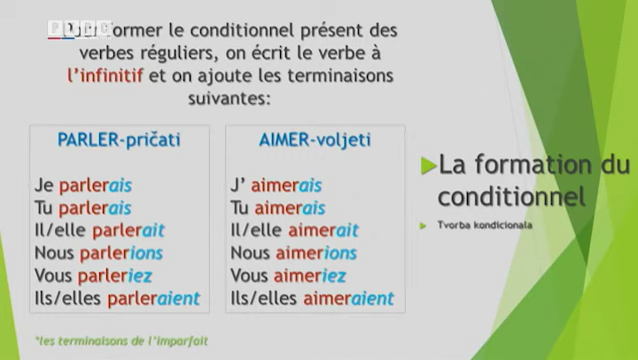 Pour former le conditionnel présent des
verbes réguliers, on écrit le verbe à
l'infinitif et on ajoute les terminaisons
suivantes:
PARLER-pričati
Je parlerais
Tu parlerais
Il/elle parlerait
Nous parlerions
Vous parleriez
Ils/elles parleraient
AIMER-voljeti
J' aimerais
Tu aimerais
Il/elle aimerait
Nous aimerions
Vous aimeriez
Ils/elles aimeraient
*les terminaisons de l'imparfait
La formation du
conditionnel
Tvorba kondicionala